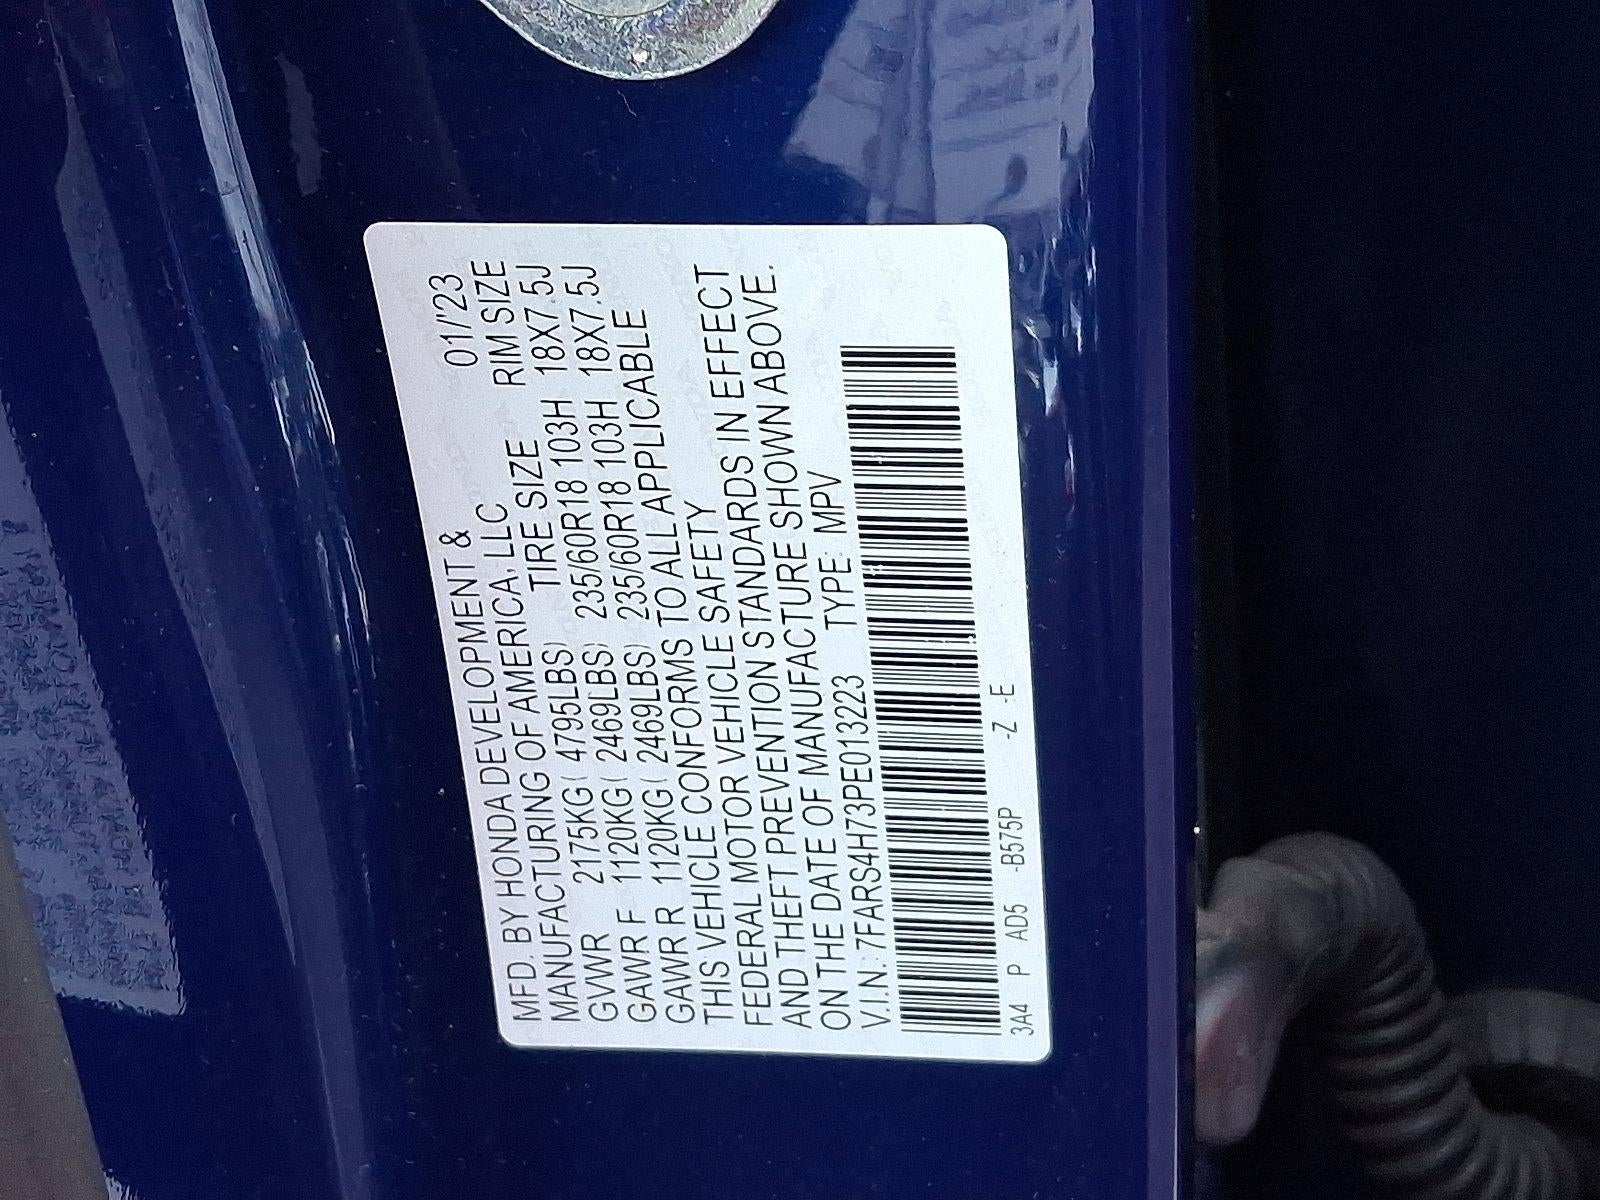 MFD. BY HONDA DEVELOPMENT & 01/'23
MANUFACTURING OF AMERICA, LLC
TIRE SIZE RIM SIZE
GVWR 2175KG ( 4795LBS) 
GAWR F 1120KG ( 2469LBS) 235/60R18 103H 18X7.5J
GAWR R 1120KG ( 2469LBS) 235/60R18 103H 18X7.5J
THIS VEHICLE CONFORMS TO ALL APPLICABLE
FEDERAL MOTOR VEHICLE SAFETY
AND THEFT PREVENTION STANDARDS IN EFFECT
ON THE DATE OF MANUFACTURE SHOWN ABOVE.
V.I.N.: 7FARS4H73PE013223 TYPE: MPV
3A4 P AD5 -B575P -Z :E